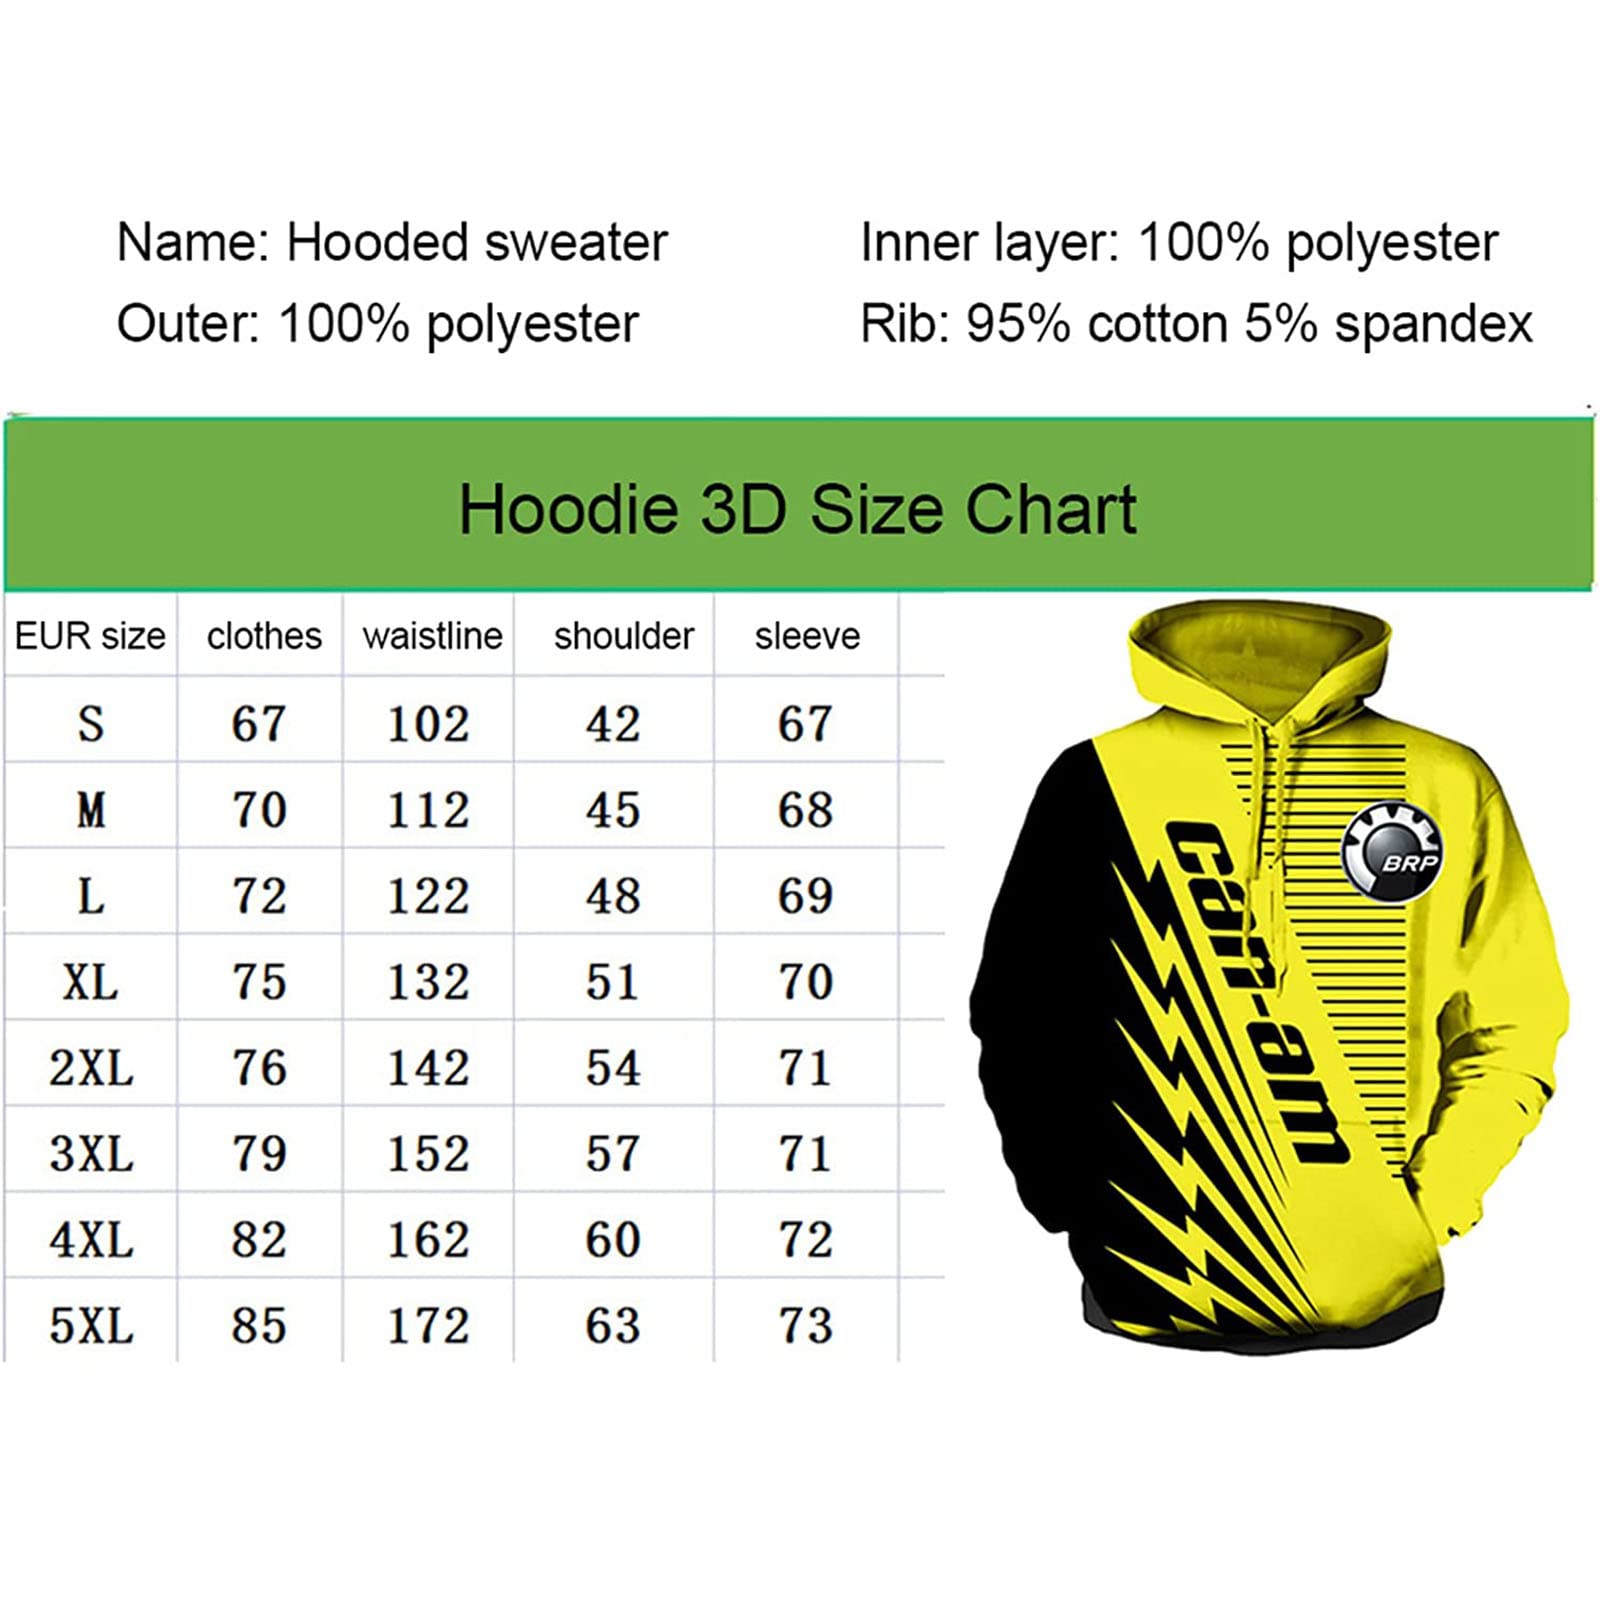 Name: Hooded sweater
Inner layer: 100% polyester
Outer: 100% polyester
Rib: 95% cotton 5% spandex
Hoodie 3D Size Chart
EUR size clothes waistline shoulder sleeve
S 67 102 42 67
M 70 112 45 68
L 72 122 48 69
XL 75 132 51 70
2XL 76 142 54 71
3XL 79 152 57 71
4XL 82 162 60 72
5XL 85 172 63 73
can-am
BRP